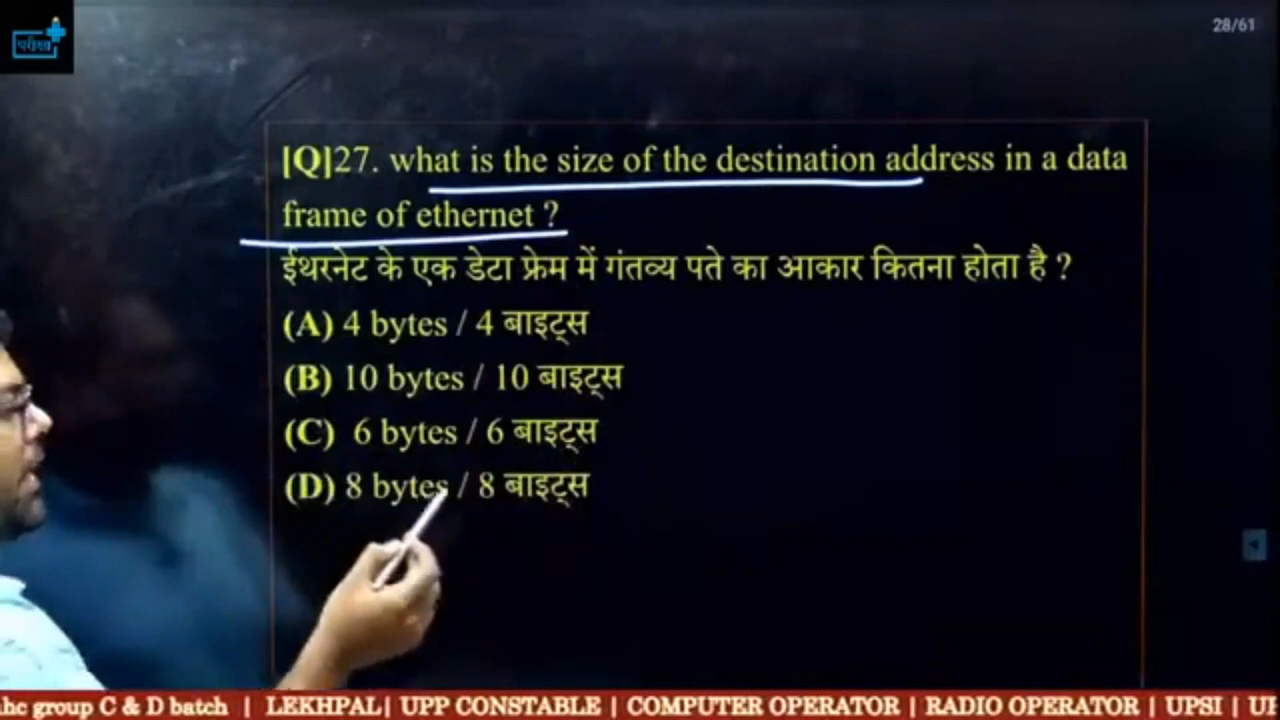 परीक्षा
28/61
[Q]27. what is the size of the destination address in a data
frame of ethernet ?
ईथरनेट के एक डेटा फ्रेम में गंतव्य पते का आकार कितना होता है ?
(A) 4 bytes / 4 बाइट्स
(B) 10 bytes / 10 बाइट्स
(C) 6 bytes / 6 बाइट्स
(D) 8 bytes / 8 बाइट्स
group C & D batch | LEKHPAL| UPP CONSTABLE | COMPUTER OPERATOR | RADIO OPERATOR | UPSI |